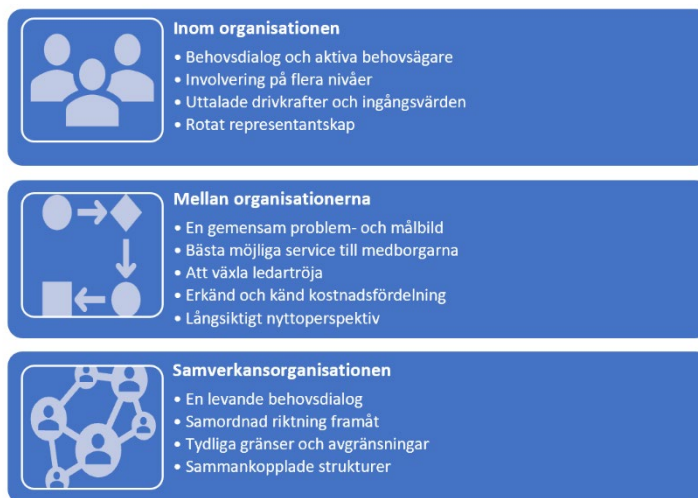 Inom organisationen
• Behovsdialog och aktiva behovsägare
• Involvering på flera nivåer
• Uttalade drivkrafter och ingångsvärden
• Rotat representantskap
Mellan organisationerna
• En gemensam problem- och målbild
• Bästa möjliga service till medborgarna
• Att växla ledartröja
• Erkänd och känd kostnadsfördelning
• Långsiktigt nyttoperspektiv
Samverkansorganisationen
• En levande behovsdialog
• Samordnad riktning framåt
• Tydliga gränser och avgränsningar
• Sammankopplade strukturer